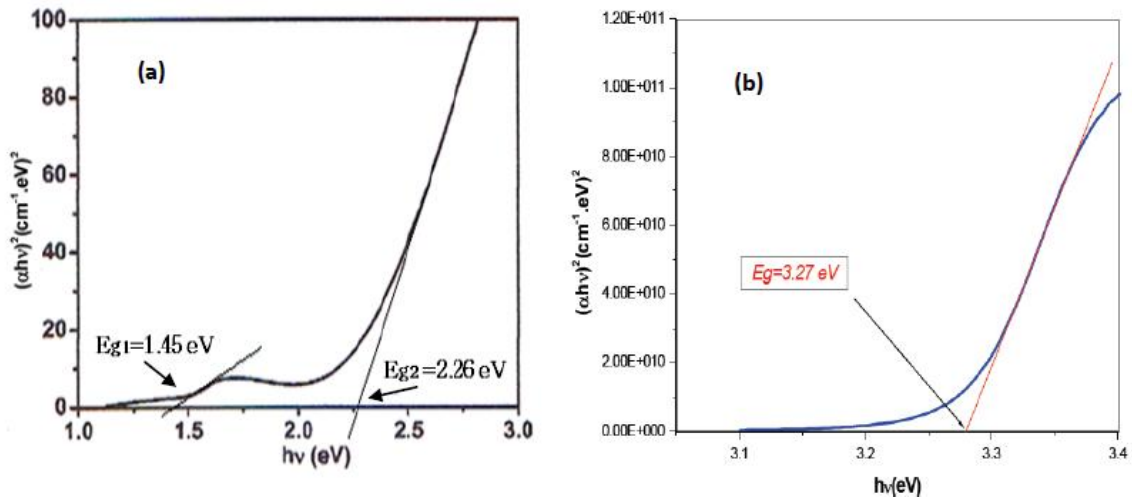 (a)
100
80
60
40
20
0
(αhν)² (cm⁻¹.eV)²
Eg1=1.45 eV
Eg2=2.26 eV
1.0 1.5 2.0 2.5 3.0
hν (eV)
(b)
1.20E+011
1.00E+011
8.00E+010
6.00E+010
4.00E+010
2.00E+010
0.00E+000
(αhν)² (cm⁻¹.eV)²
Eg=3.27 eV
3.1 3.2 3.3 3.4
hν(eV)